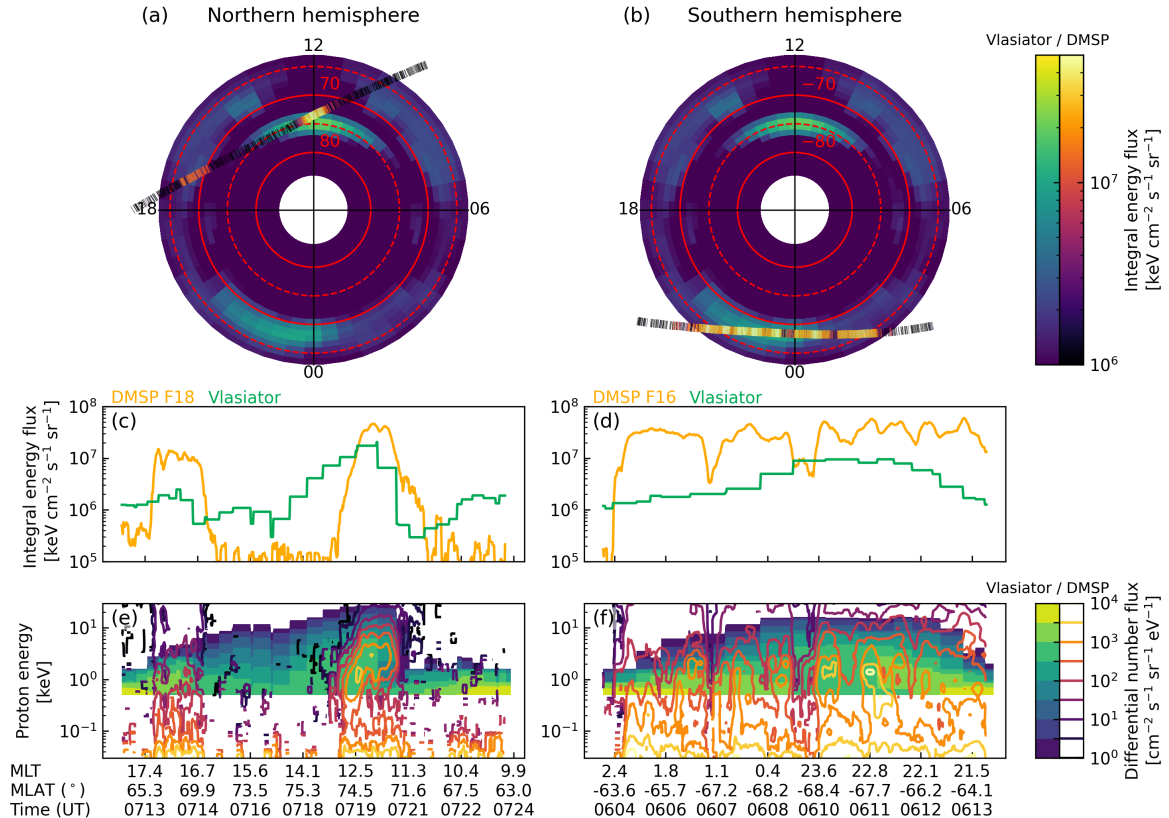 (a) Northern hemisphere
(b) Southern hemisphere
Vlasiator / DMSP
12
12
70
−70
80
−80
18
06
18
06
00
00
10⁷
10⁶
Integral energy flux
[keV cm⁻² s⁻¹ sr⁻¹]
DMSP F18 Vlasiator
DMSP F16 Vlasiator
(c)
(d)
Integral energy flux
[keV cm⁻² s⁻¹ sr⁻¹]
10⁸
10⁷
10⁶
10⁵
10⁸
10⁷
10⁶
10⁵
Vlasiator / DMSP
(e)
(f)
Proton energy
[keV]
10¹
10⁰
10⁻¹
10¹
10⁰
10⁻¹
10⁴
10³
10²
10¹
10⁰
Differential number flux
[cm⁻² s⁻¹ sr⁻¹ eV⁻¹]
MLT 17.4 16.7 15.6 14.1 12.5 11.3 10.4 9.9 2.4 1.8 1.1 0.4 23.6 22.8 22.1 21.5
MLAT (°) 65.3 69.9 73.5 75.3 74.5 71.6 67.5 63.0 -63.6 -65.7 -67.2 -68.2 -68.4 -67.7 -66.2 -64.1
Time (UT) 0713 0714 0716 0718 0719 0721 0722 0724 0604 0606 0607 0608 0610 0611 0612 0613